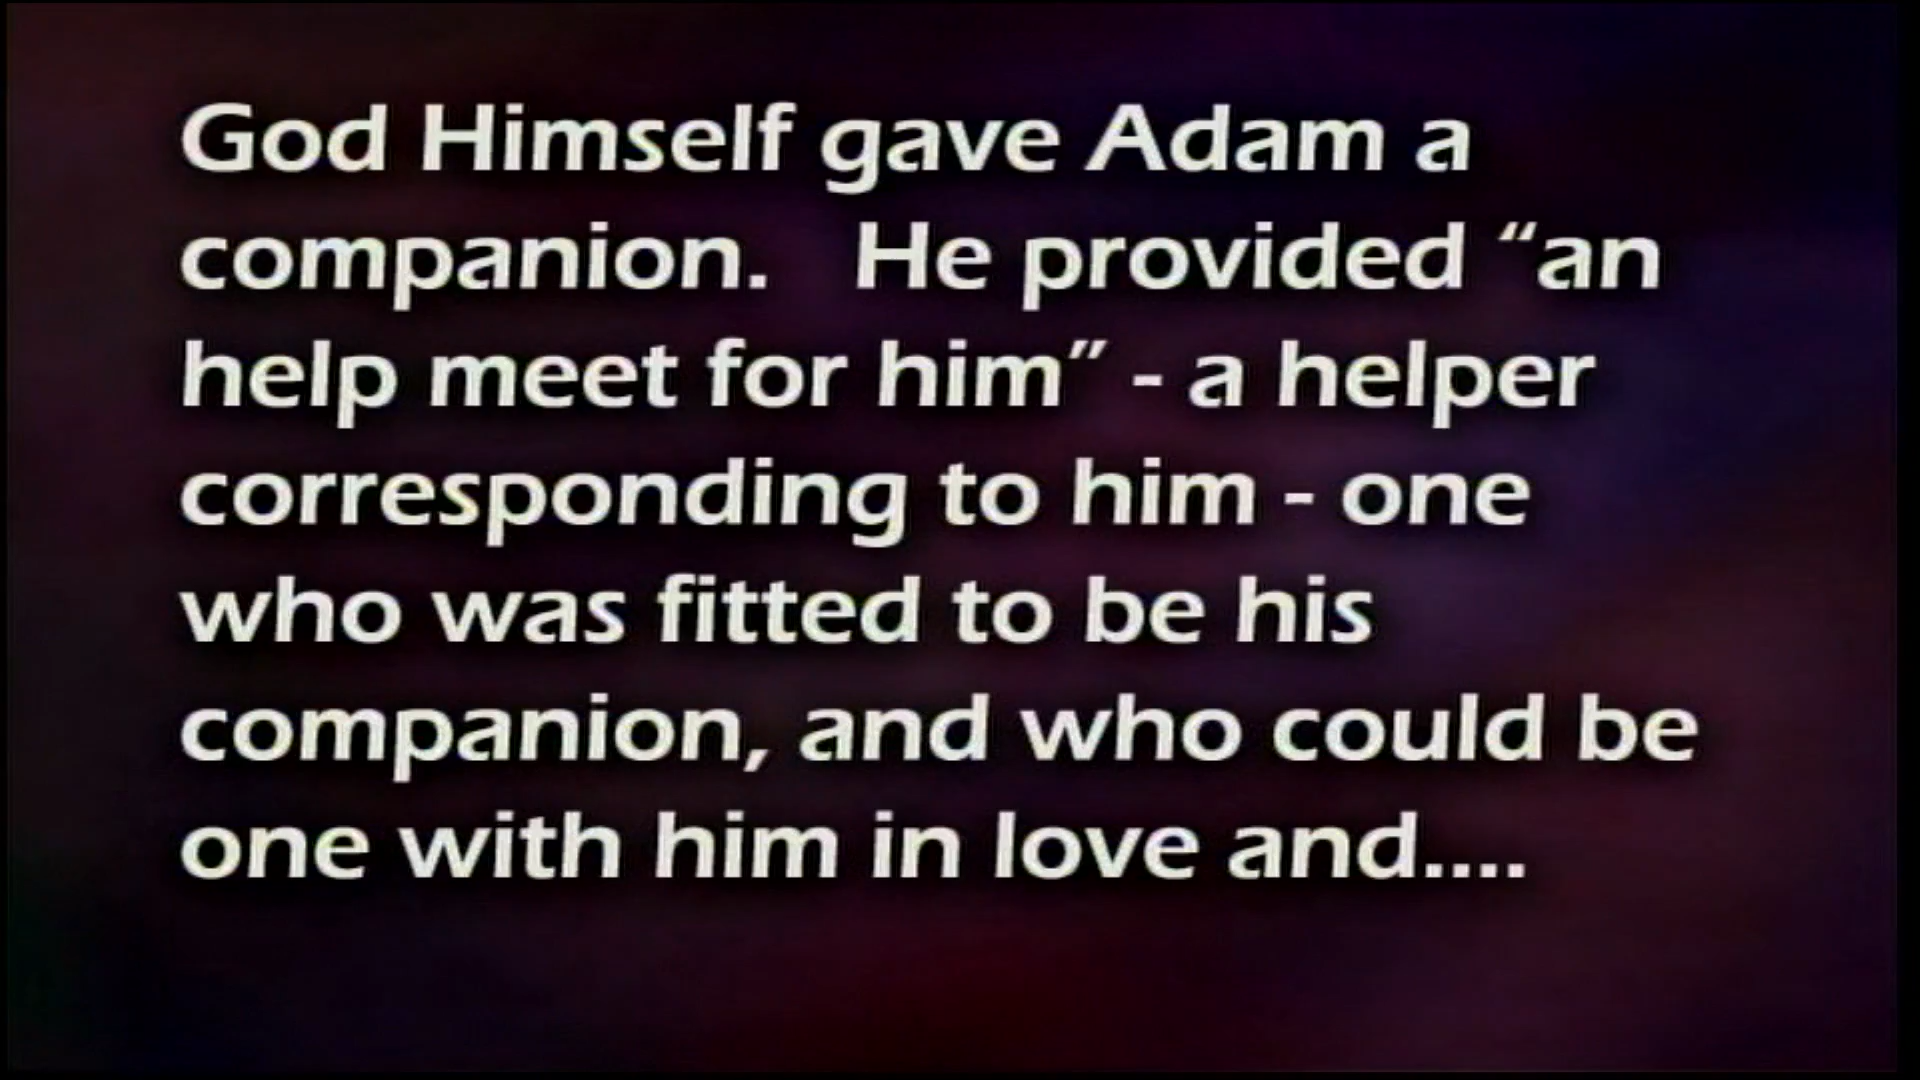 God Himself gave Adam a
companion.   He provided “an
help meet for him” - a helper
corresponding to him - one
who was fitted to be his
companion, and who could be
one with him in love and....